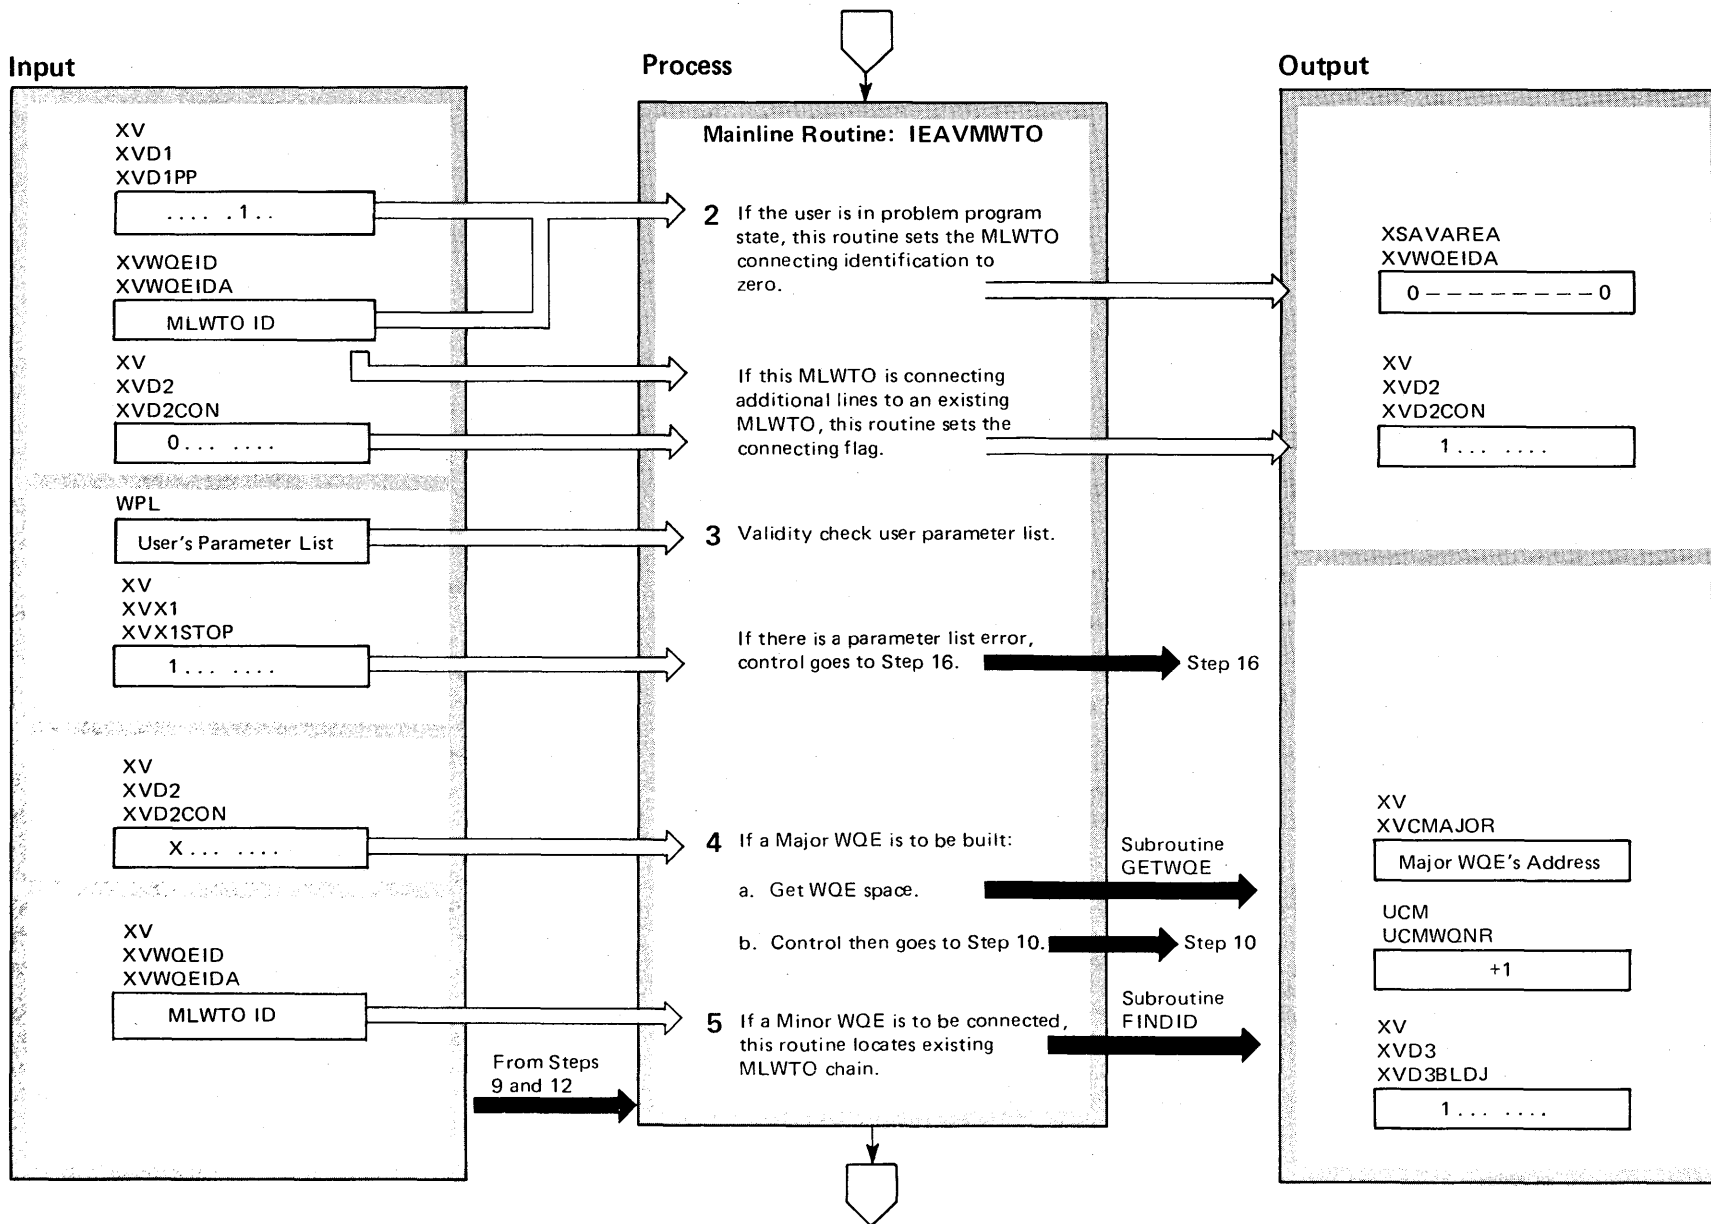 Input
XV
XVD1
XVD1PP
.... .1..
XVWQEID
XVWQEIDA
MLWTO ID
XV
XVD2
XVD2CON
0... ....
WPL
User's Parameter List
XV
XVX1
XVX1STOP
1... ....
XV
XVD2
XVD2CON
X... ....
XV
XVWQEID
XVWQEIDA
MLWTO ID
From Steps
9 and 12
Process
Mainline Routine: IEAVMWTO
2 If the user is in problem program
state, this routine sets the MLWTO
connecting identification to
zero.
If this MLWTO is connecting
additional lines to an existing
MLWTO, this routine sets the
connecting flag.
3 Validity check user parameter list.
If there is a parameter list error,
control goes to Step 16.
Step 16
4 If a Major WQE is to be built:
a. Get WQE space.
Subroutine
GETWQE
b. Control then goes to Step 10.
Step 10
5 If a Minor WQE is to be connected,
this routine locates existing
MLWTO chain.
Subroutine
FINDID
Output
XSAVAREA
XVWQEIDA
0--------0
XV
XVD2
XVD2CON
1... ....
XV
XVCMAJOR
Major WQE's Address
UCM
UCMWQNR
+1
XV
XVD3
XVD3BLDJ
1... ....